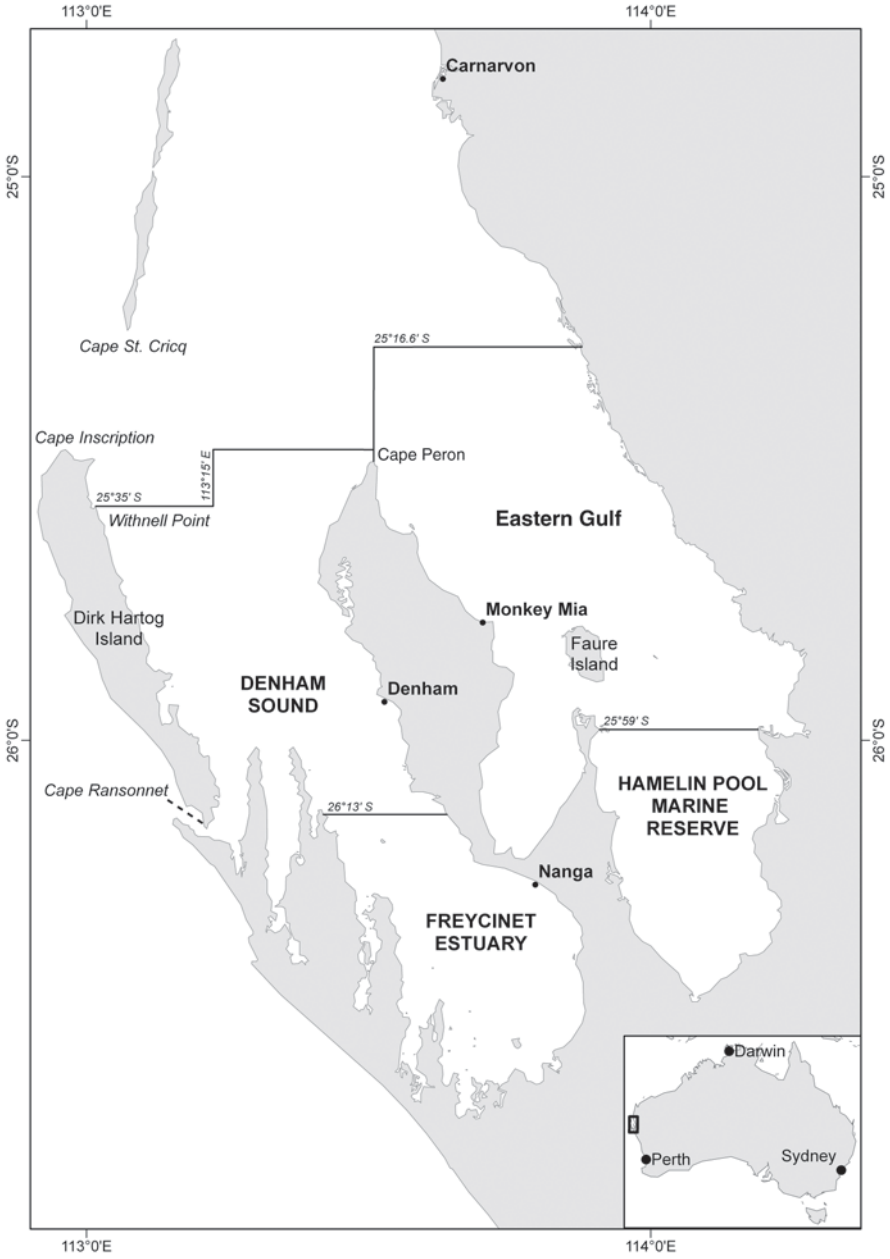 113°0'E
114°0'E
Carnarvon
25°0'S
25°0'S
Cape St. Cricq
25°16.6' S
Cape Inscription
113°15' E
Cape Peron
25°35' S
Withnell Point
Eastern Gulf
Monkey Mia
Dirk Hartog
Island
Faure
Island
DENHAM
SOUND
Denham
25°59' S
26°0'S
26°0'S
HAMELIN POOL
MARINE
RESERVE
Cape Ransonnet
26°13' S
Nanga
FREYCINET
ESTUARY
Darwin
Perth
Sydney
113°0'E
114°0'E